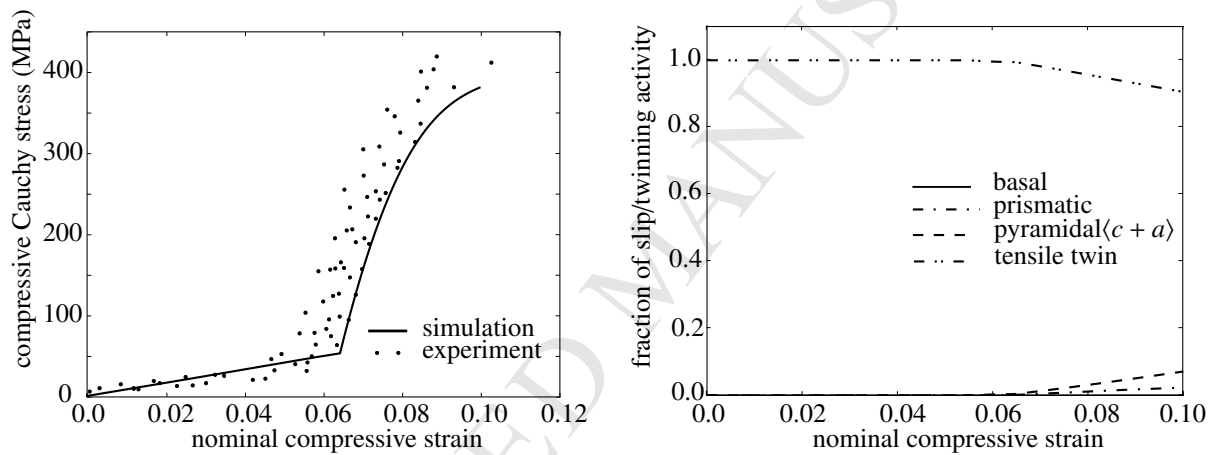 compressive Cauchy stress (MPa)
400
300
200
100
0
0.0
0.02
0.04
0.06
0.08
0.10
0.12
nominal compressive strain
simulation
experiment
fraction of slip/twinning activity
1.0
0.8
0.6
0.4
0.2
0.0
0.0
0.02
0.04
0.06
0.08
0.10
nominal compressive strain
basal
prismatic
pyramidal⟨c + a⟩
tensile twin
ED MANUS